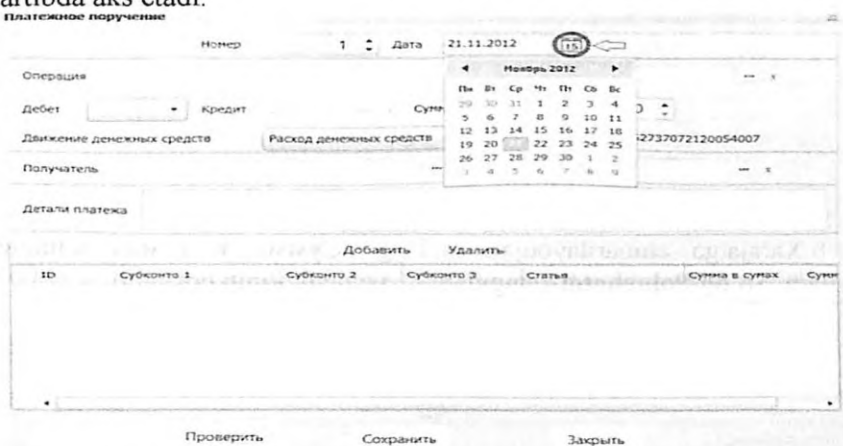 artibda aks etadi.
Платежное поручение
Номер 1 Дата 21.11.2012 15
Ноябрь 2012
Операция
Пн Вт Ср Чт Пт Сб Вс
29 30 31 1 2 3 4
Дебет Кредит
5 6 7 8 9 10 11
12 13 14 15 16 17 18
Движение денежных средств Расход денежных средств 2737072120054007
19 20 22 23 24 25
26 27 28 29 30 1 2
Получатель
3 4 5 6 7 8 9
Детали платежа
Добавить Удалить
ID Субконто 1 Субконто 2 Субконто 3 Статья Сумма в сумах Сумм
Проверить Сохранить Закрыть